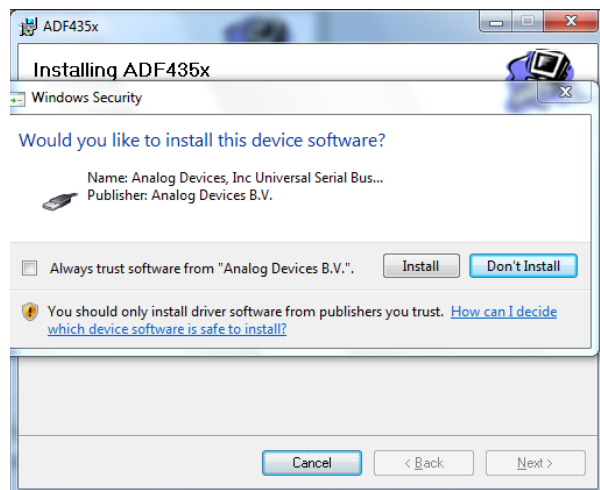 ADF435x
Installing ADF435x
Windows Security
Would you like to install this device software?
Name: Analog Devices, Inc Universal Serial Bus...
Publisher: Analog Devices B.V.
Always trust software from "Analog Devices B.V.".
Install
Don't Install
You should only install driver software from publishers you trust. How can I decide
which device software is safe to install?
Cancel
< Back
Next >